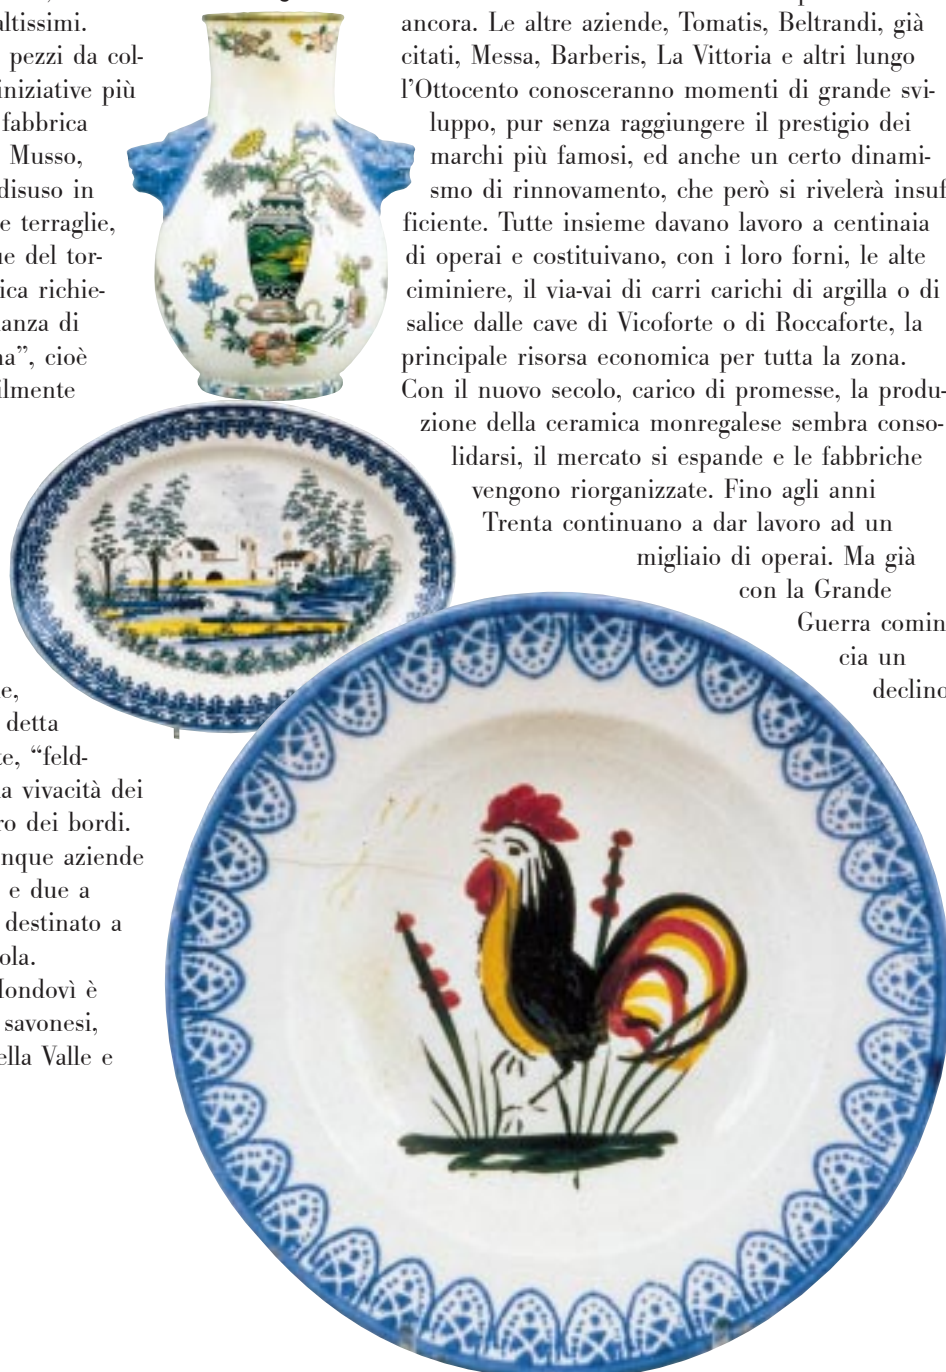 altissimi.
pezzi da col-
iniziative più
fabbrica
Musso,
disuso in
e terraglie,
del tor-
ica richie-
di
cioè
e,
detta
te, “feld-
a vivacità dei
ro dei bordi.
aziende
e due a
destinato a
ondovì è
savonesi,
ella Valle e
ancora. Le altre aziende, Tomatis, Beltrandi, già
citati, Messa, Barberis, La Vittoria e altri lungo
l’Ottocento conosceranno momenti di grande svi-
luppo, pur senza raggiungere il prestigio dei
marchi più famosi, ed anche un certo dinami-
smo di rinnovamento, che però si rivelerà insuf
ficiente. Tutte insieme davano lavoro a centinaia
di operai e costituivano, con i loro forni, le alte
ciminiere, il via-vai di carri carichi di argilla o di
salice dalle cave di Vicoforte o di Roccaforte, la
principale risorsa economica per tutta la zona.
Con il nuovo secolo, carico di promesse, la produ-
zione della ceramica monregalese sembra conso-
lidarsi, il mercato si espande e le fabbriche
vengono riorganizzate. Fino agli anni
Trenta continuano a dar lavoro ad un
migliaio di operai. Ma già
con la Grande
Guerra comin
cia un
declino